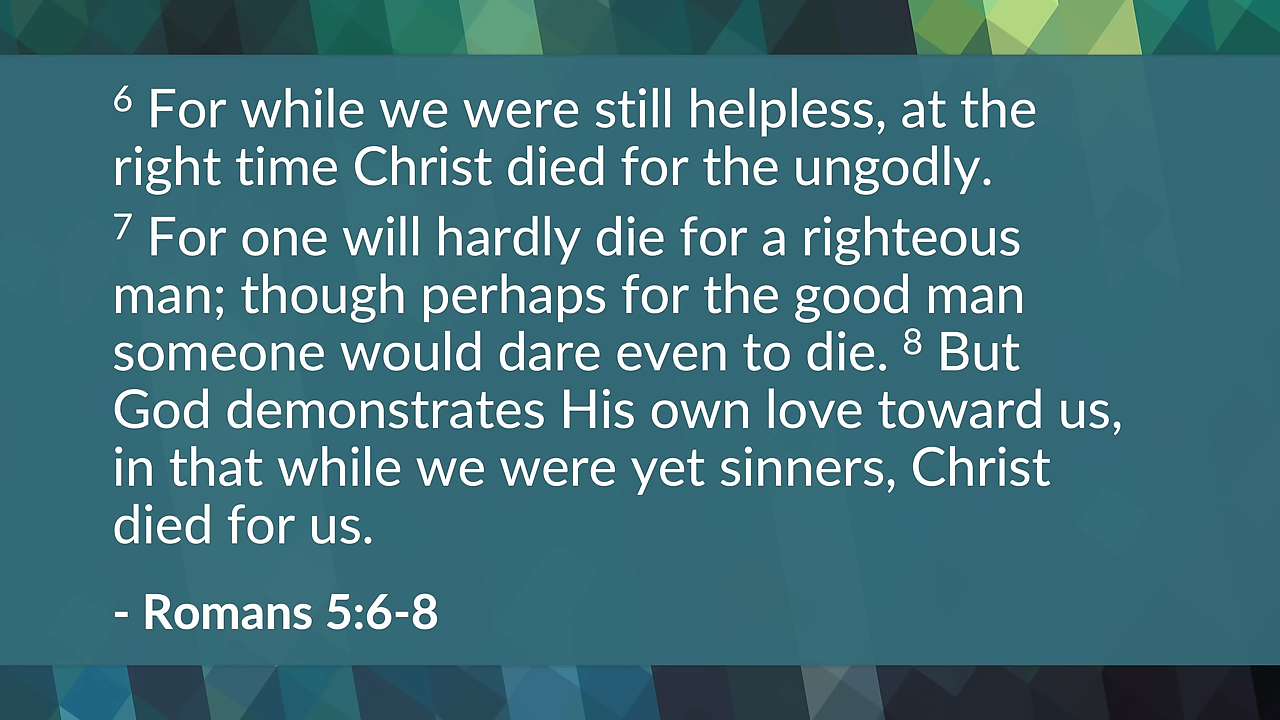 6 For while we were still helpless, at the
right time Christ died for the ungodly.
7 For one will hardly die for a righteous
man; though perhaps for the good man
someone would dare even to die. 8 But
God demonstrates His own love toward us,
in that while we were yet sinners, Christ
died for us.
- Romans 5:6-8